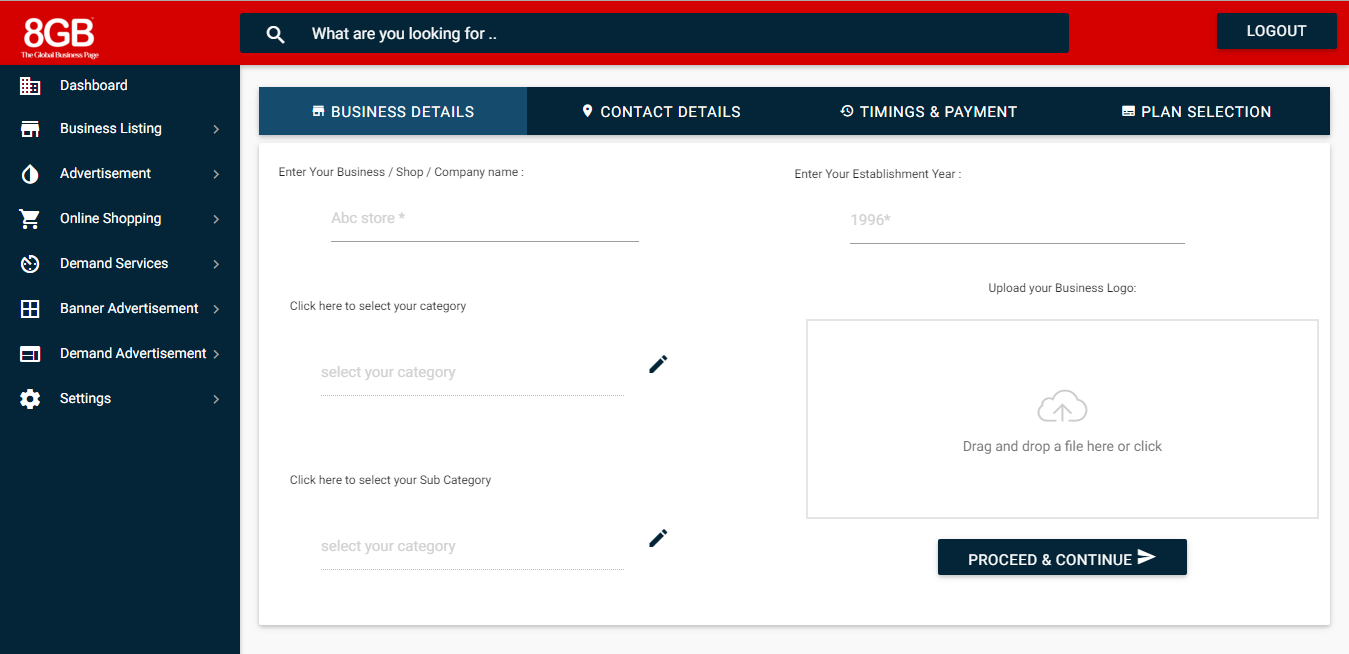 8GB
The Global Business Page
What are you looking for ..
LOGOUT
Dashboard
Business Listing
Advertisement
Online Shopping
Demand Services
Banner Advertisement
Demand Advertisement
Settings
BUSINESS DETAILS
CONTACT DETAILS
TIMINGS & PAYMENT
PLAN SELECTION
Enter Your Business / Shop / Company name :
Abc store *
Enter Your Establishment Year :
1996*
Click here to select your category
select your category
Click here to select your Sub Category
select your category
Upload your Business Logo:
Drag and drop a file here or click
PROCEED & CONTINUE